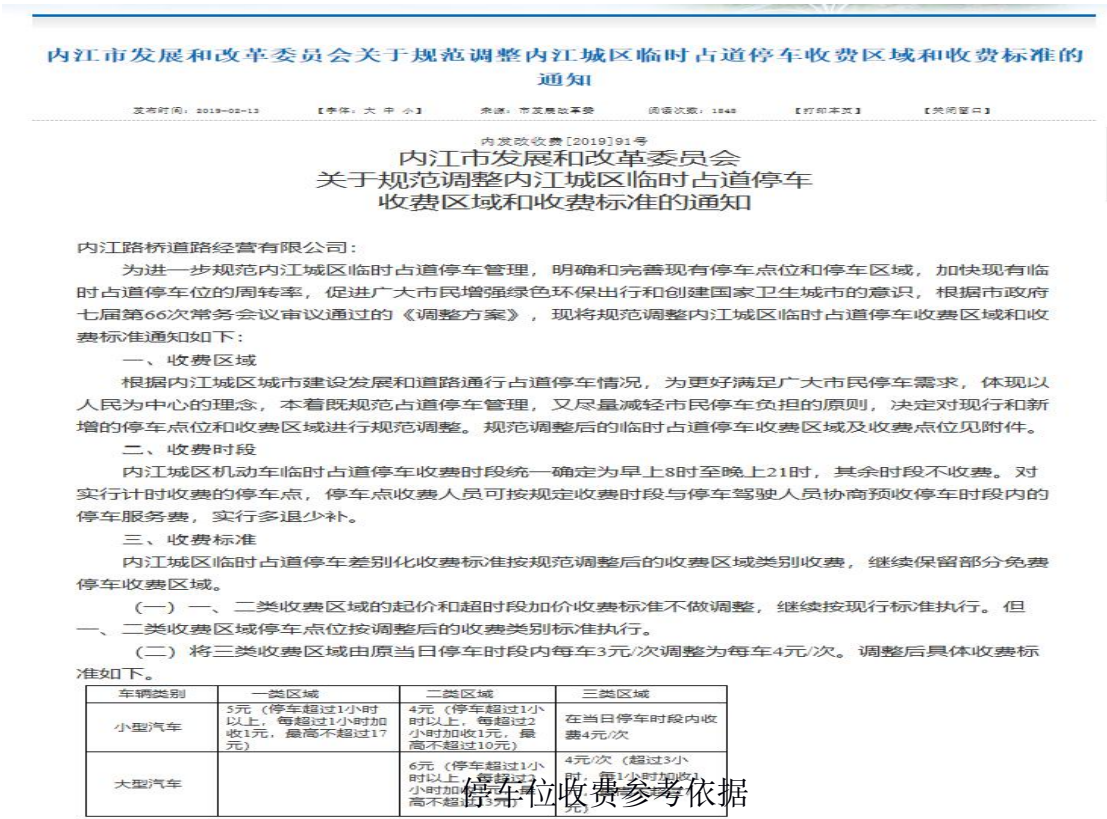 内江市发展和改革委员会关于规范调整内江城区临时占道停车收费区域和收费标准的
通知
发布时间：2019-02-13 【字体：大 中 小】 来源：市发展改革委 阅读次数：1848 【打印本页】 【关闭窗口】
内发改收费[2019]91号
内江市发展和改革委员会
关于规范调整内江城区临时占道停车
收费区域和收费标准的通知
内江路桥道路经营有限公司：
为进一步规范内江城区临时占道停车管理，明确和完善现有停车点位和停车区域，加快现有临
时占道停车位的周转率，促进广大市民增强绿色环保出行和创建国家卫生城市的意识，根据市政府
七届第66次常务会议审议通过的《调整方案》，现将规范调整内江城区临时占道停车收费区域和收
费标准通知如下：
一、收费区域
根据内江城区城市建设发展和道路通行占道停车情况，为更好满足广大市民停车需求，体现以
人民为中心的理念，本着既规范占道停车管理，又尽量减轻市民停车负担的原则，决定对现行和新
增的停车点位和收费区域进行规范调整。规范调整后的临时占道停车收费区域及收费点位见附件。
二、收费时段
内江城区机动车临时占道停车收费时段统一确定为早上8时至晚上21时，其余时段不收费。对
实行计时收费的停车点，停车点收费人员可按规定收费时段与停车驾驶人员协商预收停车时段内的
停车服务费，实行多退少补。
三、收费标准
内江城区临时占道停车差别化收费标准按规范调整后的收费区域类别收费，继续保留部分免费
停车收费区域。
（一）一、二类收费区域的起价和超时段加价收费标准不做调整，继续按现行标准执行。但
一、二类收费区域停车点位按调整后的收费类别标准执行。
（二）将三类收费区域由原当日停车时段内每车3元/次调整为每车4元/次。调整后具体收费标
准如下。
车辆类别 一类区域 二类区域 三类区域
小型汽车
5元（停车超过1小时
以上，每超过1小时加
收1元，最高不超过17
元）
4元（停车超过1小
时以上，每超过2
小时加收1元，最
高不超过10元）
在当日停车时段内收
费4元/次
大型汽车
6元（停车超过1小
时以上，每超过2
小时加收
高不超过13元）
4元/次（超过3小
时，每1小时加收1
元）
停车位收费参考依据